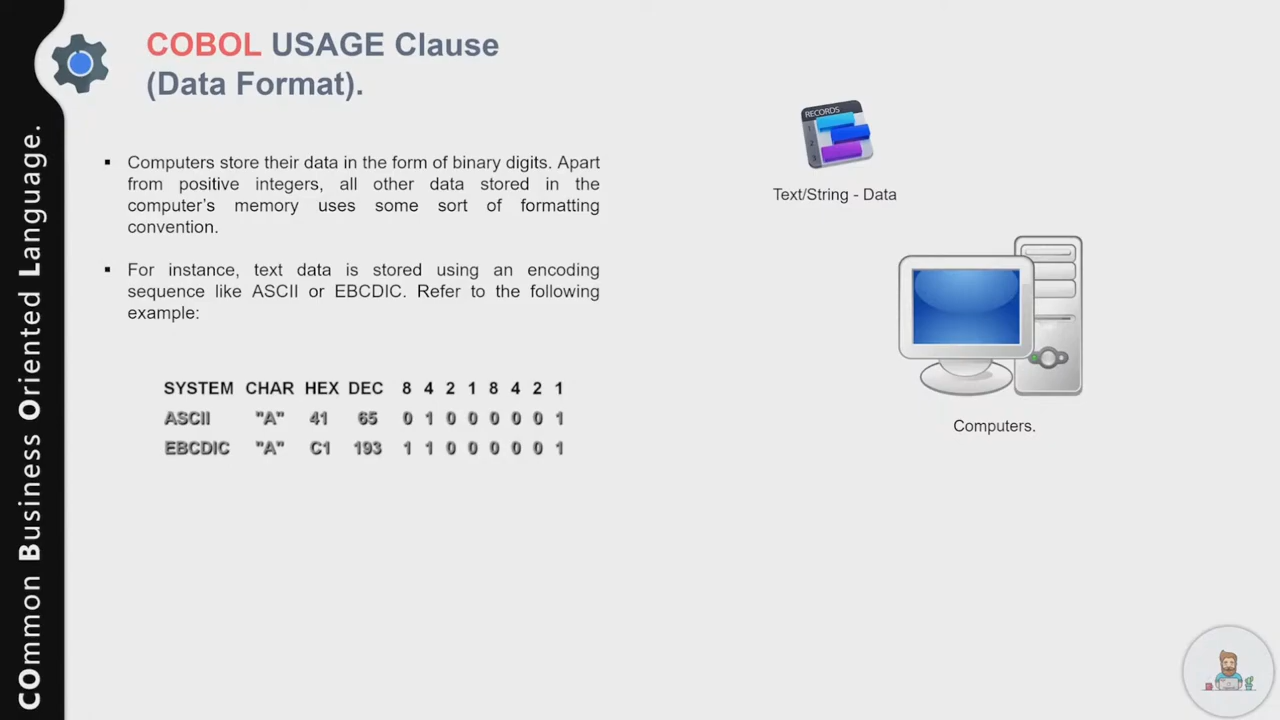 COBOL USAGE Clause
(Data Format).
COmmon Business Oriented Language.
▪ Computers store their data in the form of binary digits. Apart
from positive integers, all other data stored in the
computer's memory uses some sort of formatting
convention.
▪ For instance, text data is stored using an encoding
sequence like ASCII or EBCDIC. Refer to the following
example:
SYSTEM CHAR HEX DEC 8 4 2 1 8 4 2 1
ASCII "A" 41 65 0 1 0 0 0 0 0 1
EBCDIC "A" C1 193 1 1 0 0 0 0 0 1
RECORDS
1
2
3
Text/String - Data
Computers.